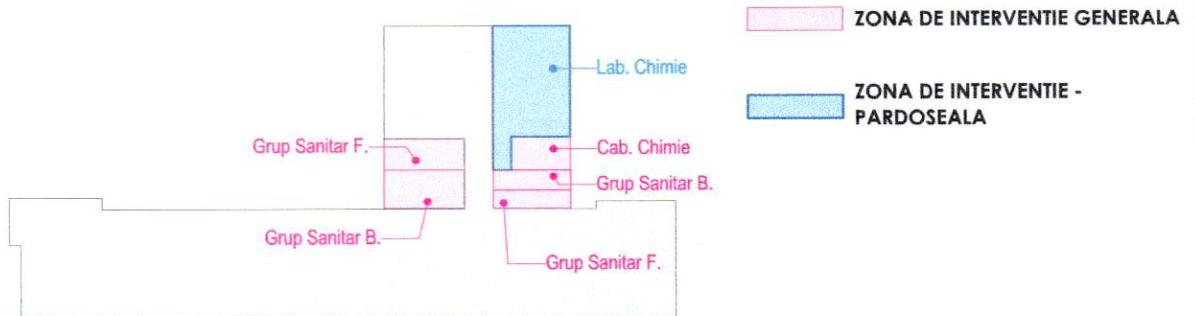 ZONA DE INTERVENTIE GENERALA
Lab. Chimie
ZONA DE INTERVENTIE -
PARDOSEALA
Grup Sanitar F.
Cab. Chimie
Grup Sanitar B.
Grup Sanitar B.
Grup Sanitar F.